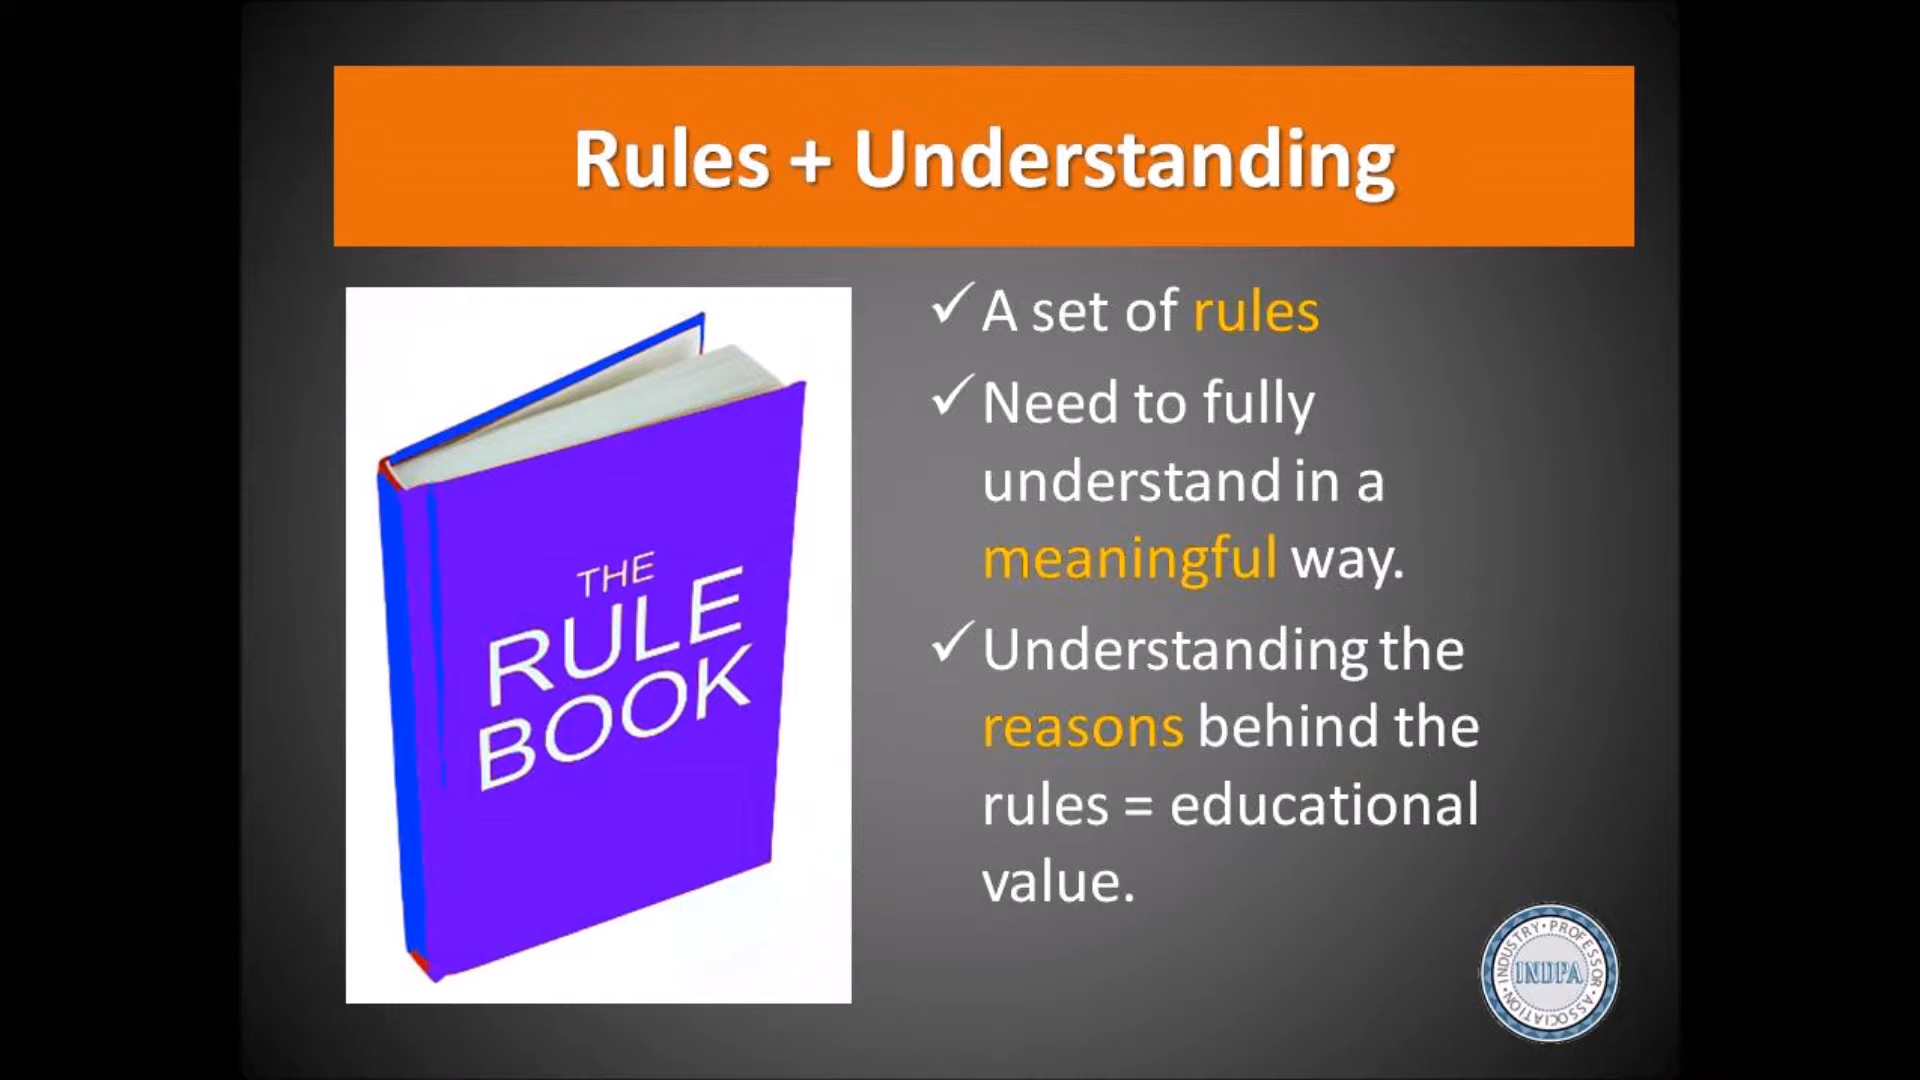 Rules + Understanding
✓ A set of rules
✓ Need to fully
understand in a
meaningful way.
✓ Understanding the
reasons behind the
rules = educational
value.
THE
RULE
BOOK
INDUSTRY • PROFESSOR • ASSOCIATION •
INDPA